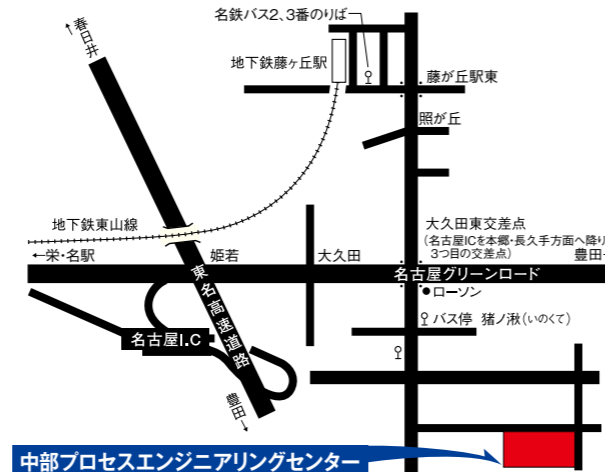 ↑春日井
名鉄バス2、3番のりば
地下鉄藤ヶ丘駅
藤が丘駅東
照が丘
地下鉄東山線
大久田東交差点
(名古屋ICを本郷・長久手方面へ降り
3つ目の交差点)
←栄・名駅
姫若
大久田
豊田
名古屋グリーンロード
東名高速道路
●ローソン
バス停 猪ノ湫(いのくて)
名古屋I.C
豊田→
中部プロセスエンジニアリングセンター